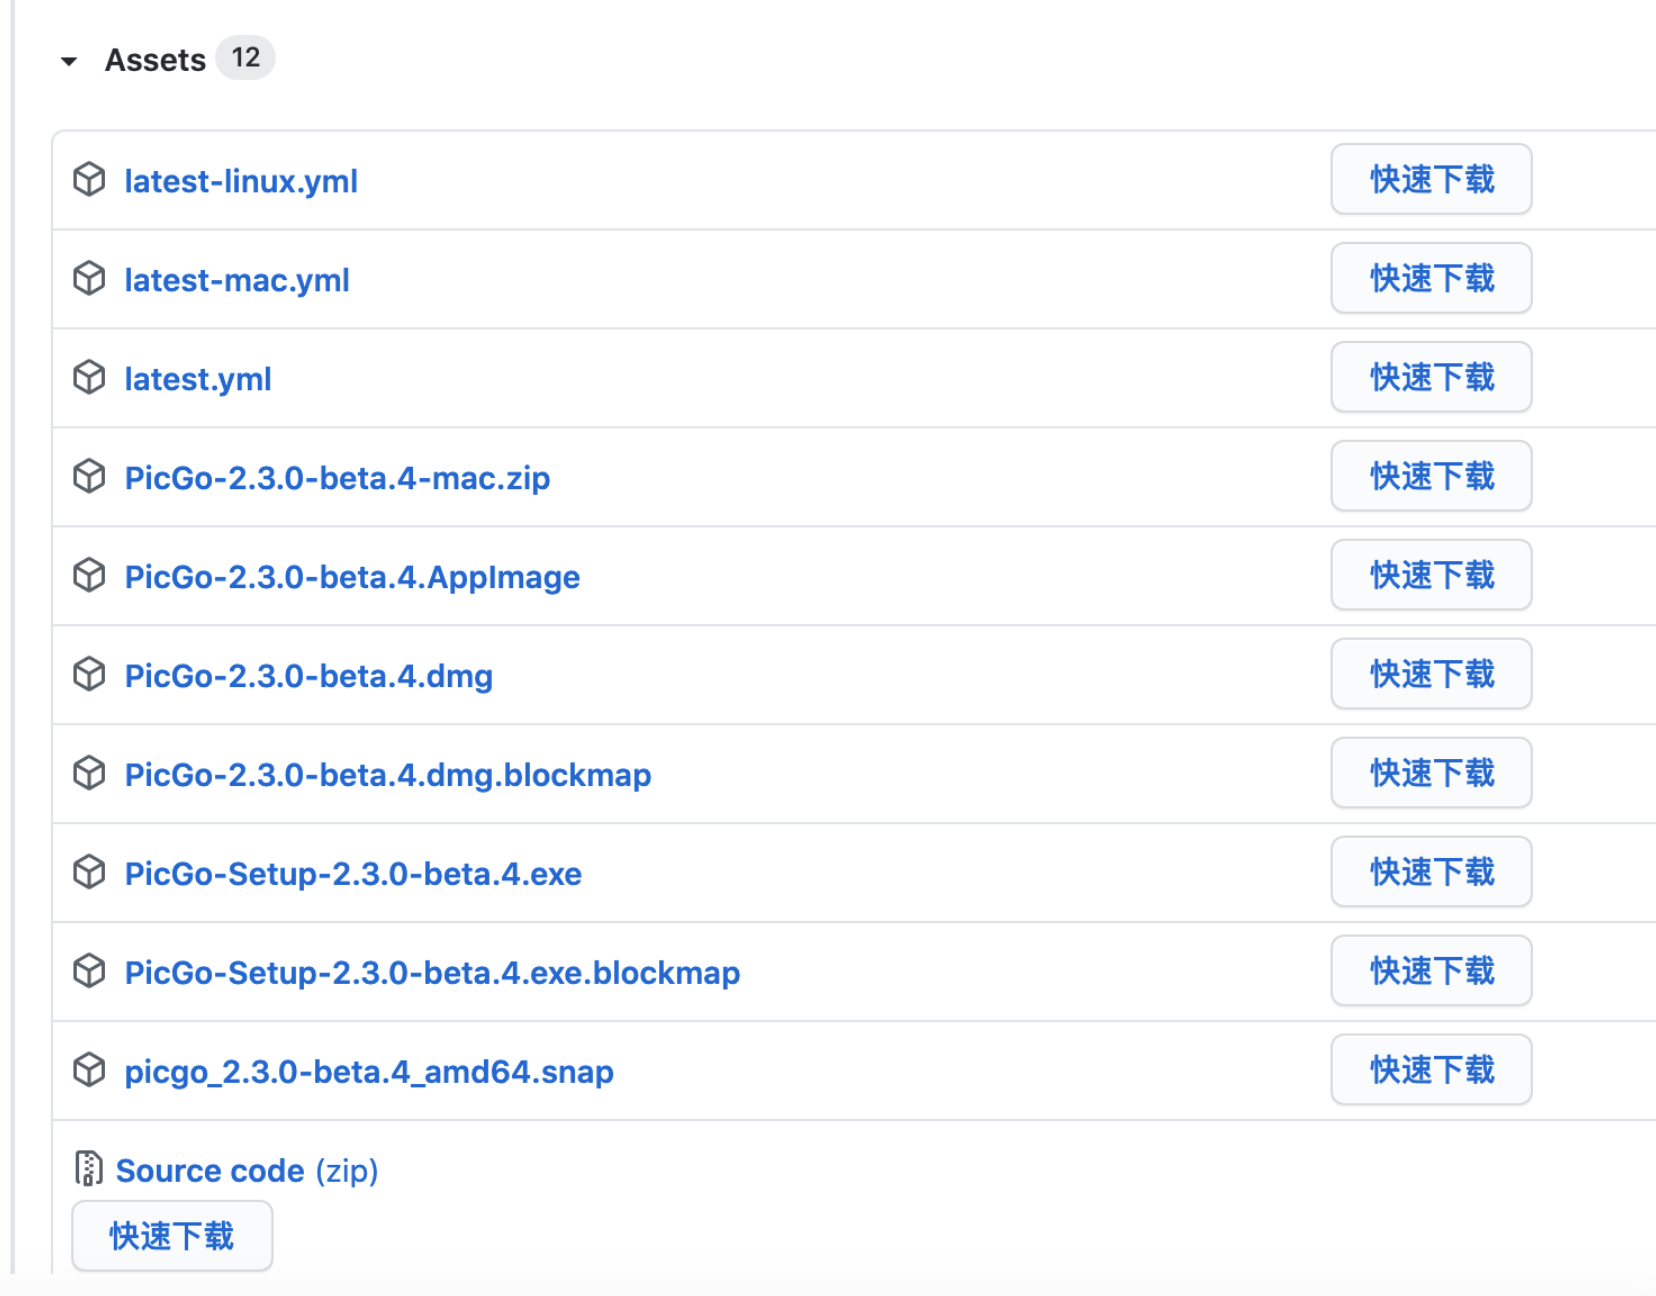 Assets 12
latest-linux.yml 快速下载
latest-mac.yml 快速下载
latest.yml 快速下载
PicGo-2.3.0-beta.4-mac.zip 快速下载
PicGo-2.3.0-beta.4.AppImage 快速下载
PicGo-2.3.0-beta.4.dmg 快速下载
PicGo-2.3.0-beta.4.dmg.blockmap 快速下载
PicGo-Setup-2.3.0-beta.4.exe 快速下载
PicGo-Setup-2.3.0-beta.4.exe.blockmap 快速下载
picgo_2.3.0-beta.4_amd64.snap 快速下载
Source code (zip)
快速下载